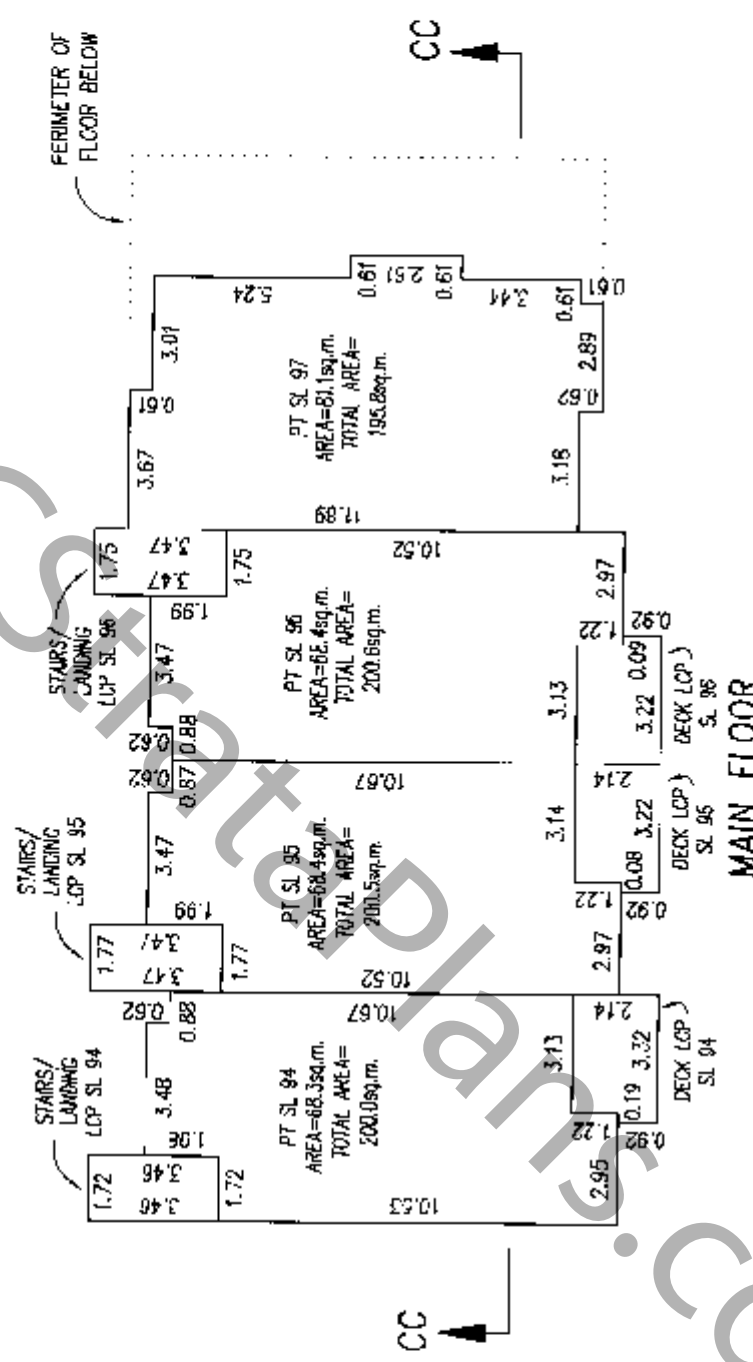 PERIMETER OF
FLOOR BELOW
CC
5.24
0.61
2.51
0.61
3.41
0.61
0.61
3.01
0.61
3.67
PT SL 97
AREA=81.1sq.m.
TOTAL AREA=
195.8sq.m.
2.89
0.62
3.18
11.89
STAIRS/
LANDING
LCP SL 96
1.75
3.47
3.47
1.75
1.99
3.47
0.62
0.88
10.52
PT SL 96
AREA=68.4sq.m.
TOTAL AREA=
200.6sq.m.
2.97
1.22
0.92
0.09
3.13
3.22
DECK LCP
SL 96
10.67
2.14
STAIRS/
LANDING
LCP SL 95
1.77
3.47
3.47
1.77
1.99
3.47
0.62
0.87
PT SL 95
AREA=68.4sq.m.
TOTAL AREA=
200.5sq.m.
3.14
3.22
0.08
1.22
0.92
2.97
DECK LCP
SL 95
10.52
10.67
2.14
STAIRS/
LANDING
LCP SL 94
1.72
3.46
3.46
1.72
1.98
3.48
0.62
0.88
PT SL 94
AREA=68.3sq.m.
TOTAL AREA=
200.0sq.m.
3.13
3.32
0.19
1.22
0.92
2.95
DECK LCP
SL 94
10.53
CC
MAIN FLOOR